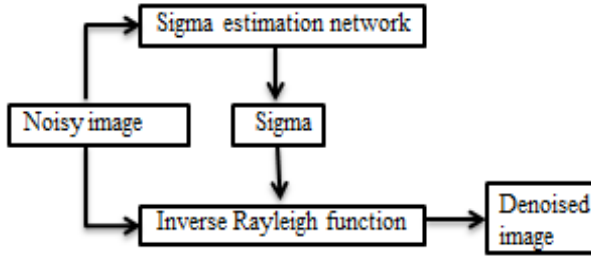 Sigma estimation network
Noisy image
Sigma
Inverse Rayleigh function
Denoised
image